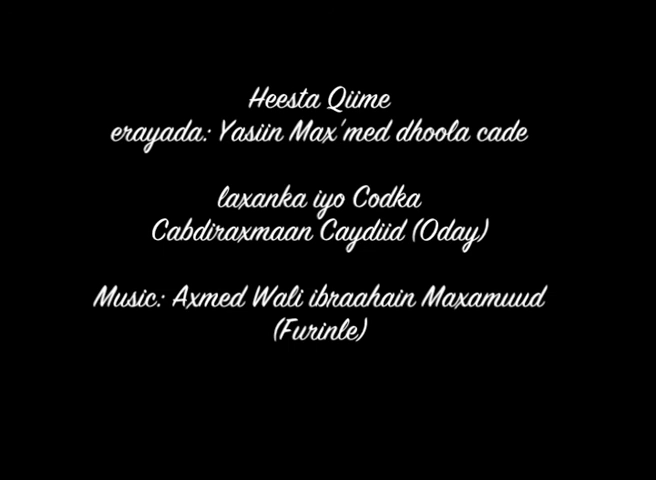 Heesta Qiime
erayada: Yasiin Max'med dhoola cade
laxanka iyo Codka
Cabdiraxmaan Caydiid (Oday)
Music: Axmed Wali ibraahain Maxamuud
(Furinle)